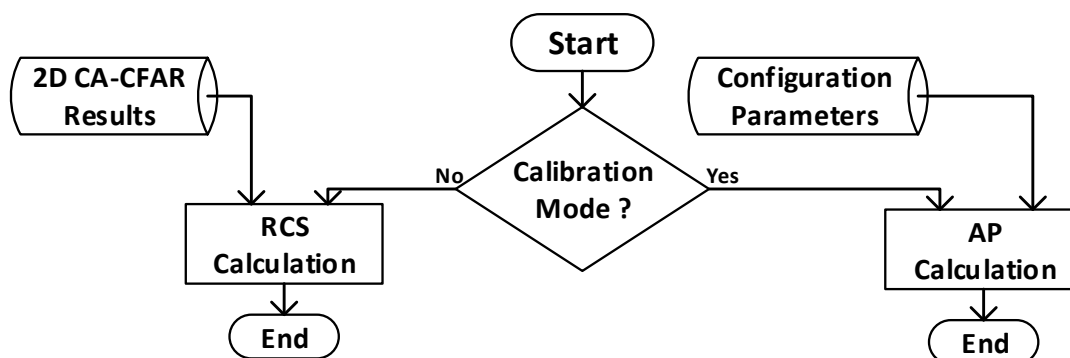 Start
2D CA-CFAR
Results
Configuration
Parameters
No
Calibration
Mode ?
Yes
RCS
Calculation
AP
Calculation
End
End